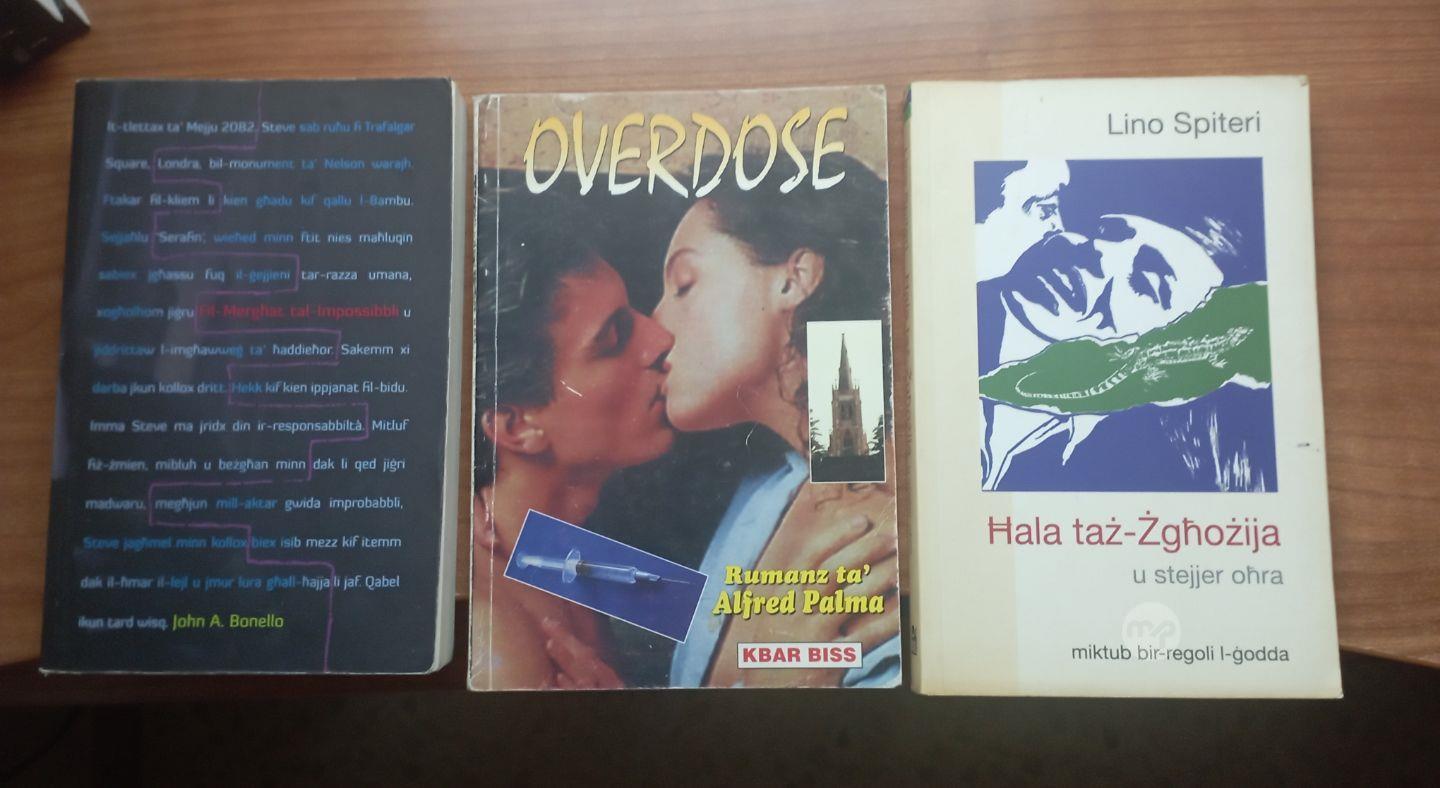 It-tlettax ta' Mejju 2082. Steve sab ruħu fi Trafalgar
Square, Londra, bil-monument ta' Nelson warajh.
Ftakar fil-kliem li kien għadu kif qallu l-Bambu.
Sejjaħlu 'Serafin', wieħed minn ftit nies maħluqin
sabiex jgħassu fuq il-ġejjieni tar-razza umana,
xogħolhom jiġru Fil-Mergħat tal-Impossibbli u
jiddrittaw l-imgħawweġ ta' ħaddieħor. Sakemm xi
darba jkun kollox dritt. Hekk kif kien ippjanat fil-bidu.
Imma Steve ma jridx din ir-responsabbiltà. Mitluf
fiż-żmien, mibluh u beżgħan minn dak li qed jiġri
madwaru, megħjun mill-aktar gwida improbabbli,
Steve jagħmel minn kollox biex isib mezz kif itemm
dak il-ħmar il-lejl u jmur lura għall-ħajja li jaf. Qabel
ikun tard wisq. John A. Bonello
OVERDOSE
Rumanz ta'
Alfred Palma
KBAR BISS
Lino Spiteri
Ħala taż-Żgħożija
u stejjer oħra
mp
miktub bir-regoli l-ġodda